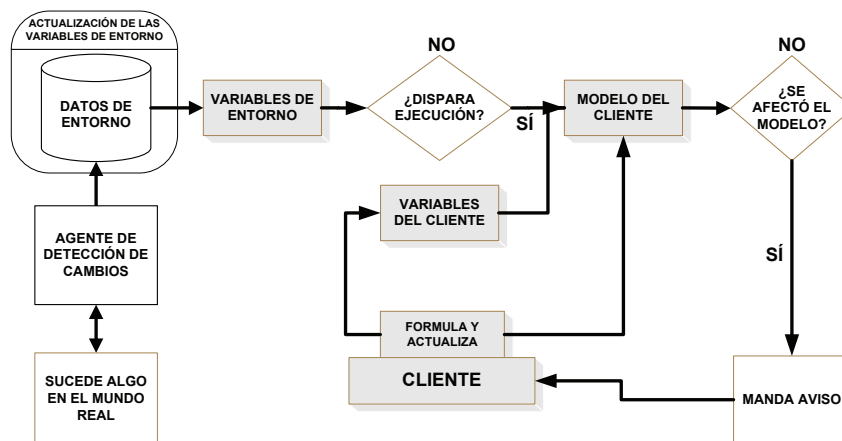 ACTUALIZACIÓN DE LAS
VARIABLES DE ENTORNO
DATOS DE
ENTORNO
VARIABLES DE
ENTORNO
NO
¿DISPARA
EJECUCIÓN?
SÍ
MODELO DEL
CLIENTE
NO
¿SE
AFECTÓ EL
MODELO?
VARIABLES
DEL CLIENTE
AGENTE DE
DETECCIÓN DE
CAMBIOS
SÍ
FORMULA Y
ACTUALIZA
CLIENTE
SUCEDE ALGO
EN EL MUNDO
REAL
MANDA AVISO